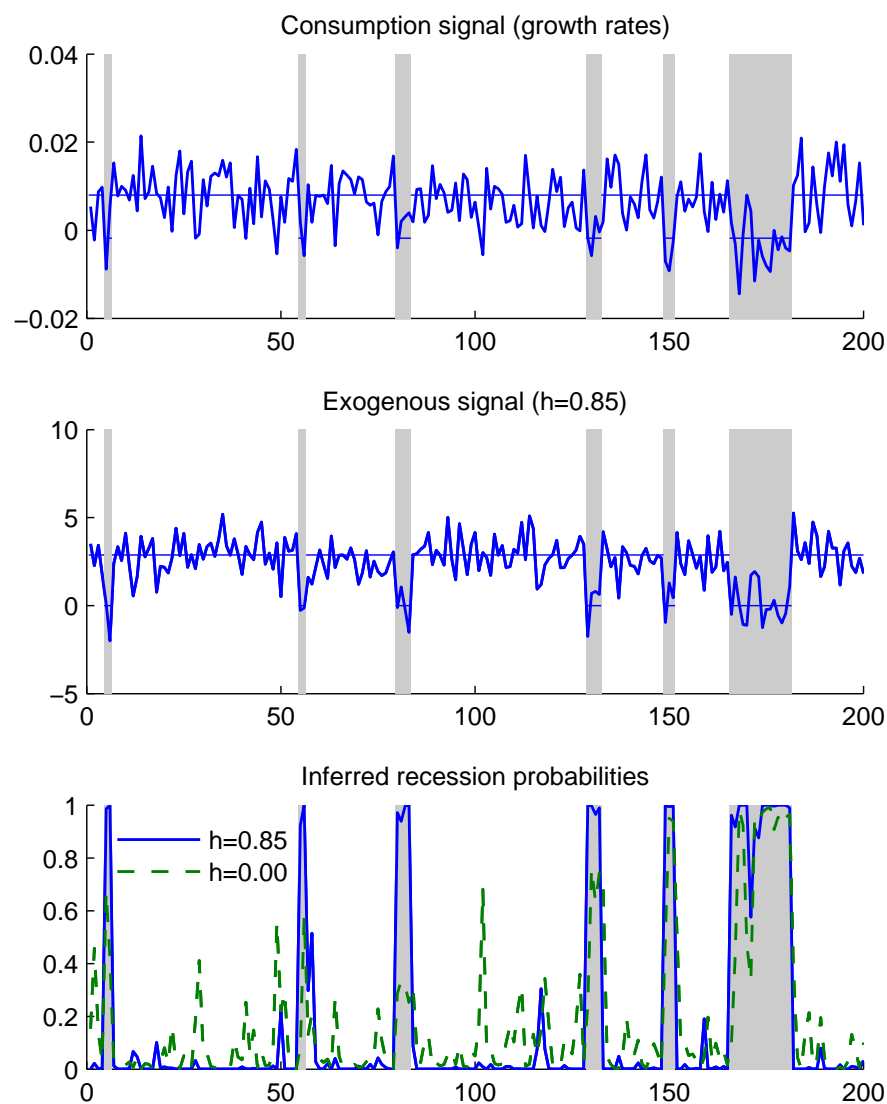 Consumption signal (growth rates)
0.04
0.02
0
−0.02
0 50 100 150 200
Exogenous signal (h=0.85)
10
5
0
−5
0 50 100 150 200
Inferred recession probabilities
1
0.8
0.6
0.4
0.2
0
h=0.85
h=0.00
0 50 100 150 200